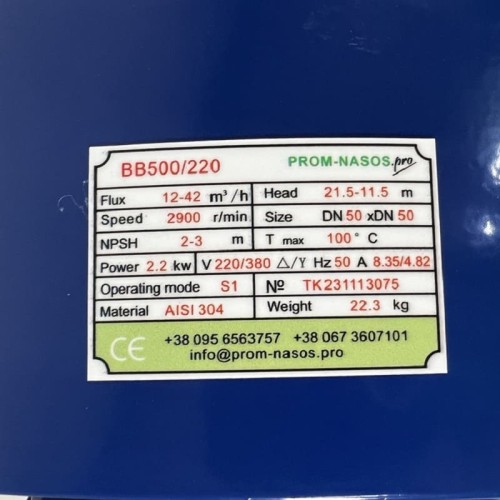 BB500/220 PROM-NASOS.pro
Flux 12-42 m³/h Head 21.5-11.5 m
Speed 2900 r/min Size DN 50 xDN 50
NPSH 2-3 m T max 100° C
Power 2.2 kw V 220/380 △/Y Hz 50 A 8.35/4.82
Operating mode S1 № TK231113075
Material AISI 304 Weight 22.3 kg
CE +38 095 6563757 +38 067 3607101
info@prom-nasos.pro